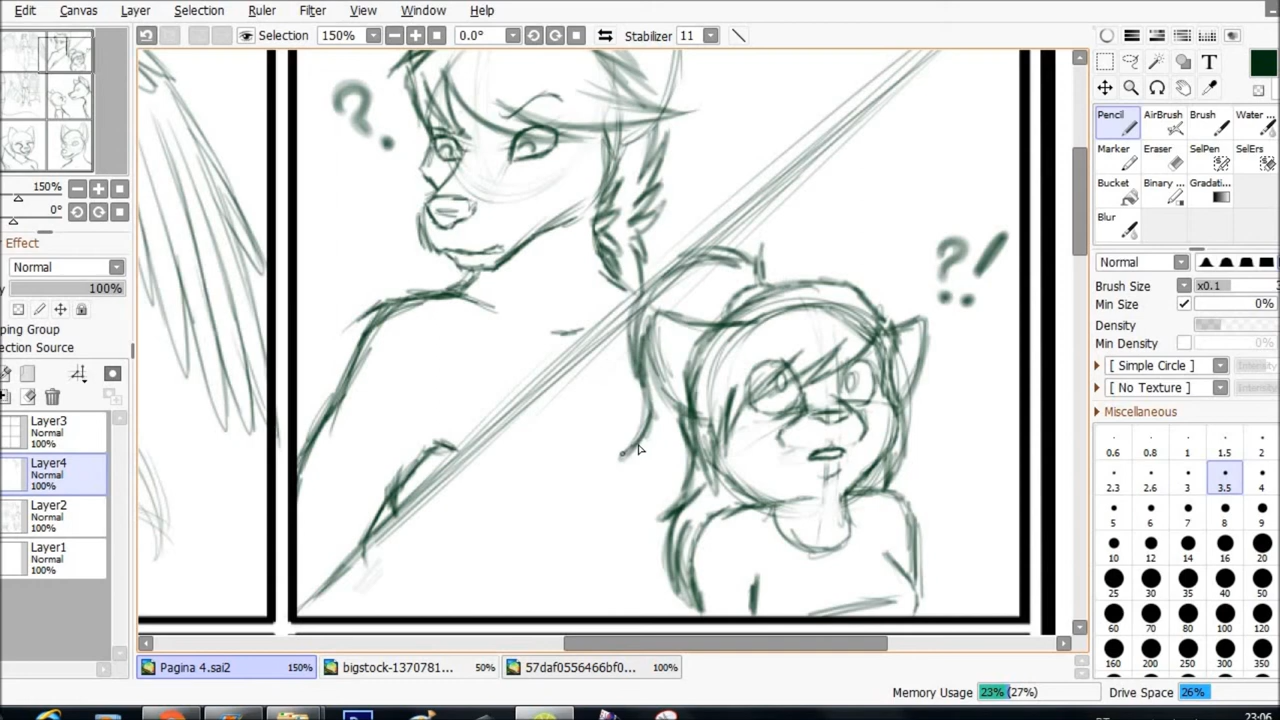 Edit Canvas Layer Selection Ruler Filter View Window Help
Selection 150% 0.0° Stabilizer 11
150%
0°
Effect
Normal
100%
Layer3
Normal
100%
Layer4
Normal
100%
Layer2
Normal
100%
Layer1
Normal
100%
?.
?!
Pencil AirBrush Brush Water ...
Marker Eraser SelPen SelErs
Bucket Binary ... Gradati...
Blur
Normal
Brush Size x0.1
Min Size 0%
Density
Min Density 0%
[ Simple Circle ] Intensity
[ No Texture ] Intensity
Miscellaneous
0.6 0.8 1 1.5 2
2.3 2.6 3 3.5 4
5 6 7 8 9
10 12 14 16 20
25 30 35 40 50
60 70 80 100 120
160 200 250 300 350
Pagina 4.sai2 150% bigstock-1370781... 50% 57daf0556466bf0... 100%
Memory Usage 23% (27%) Drive Space 26%
23:06